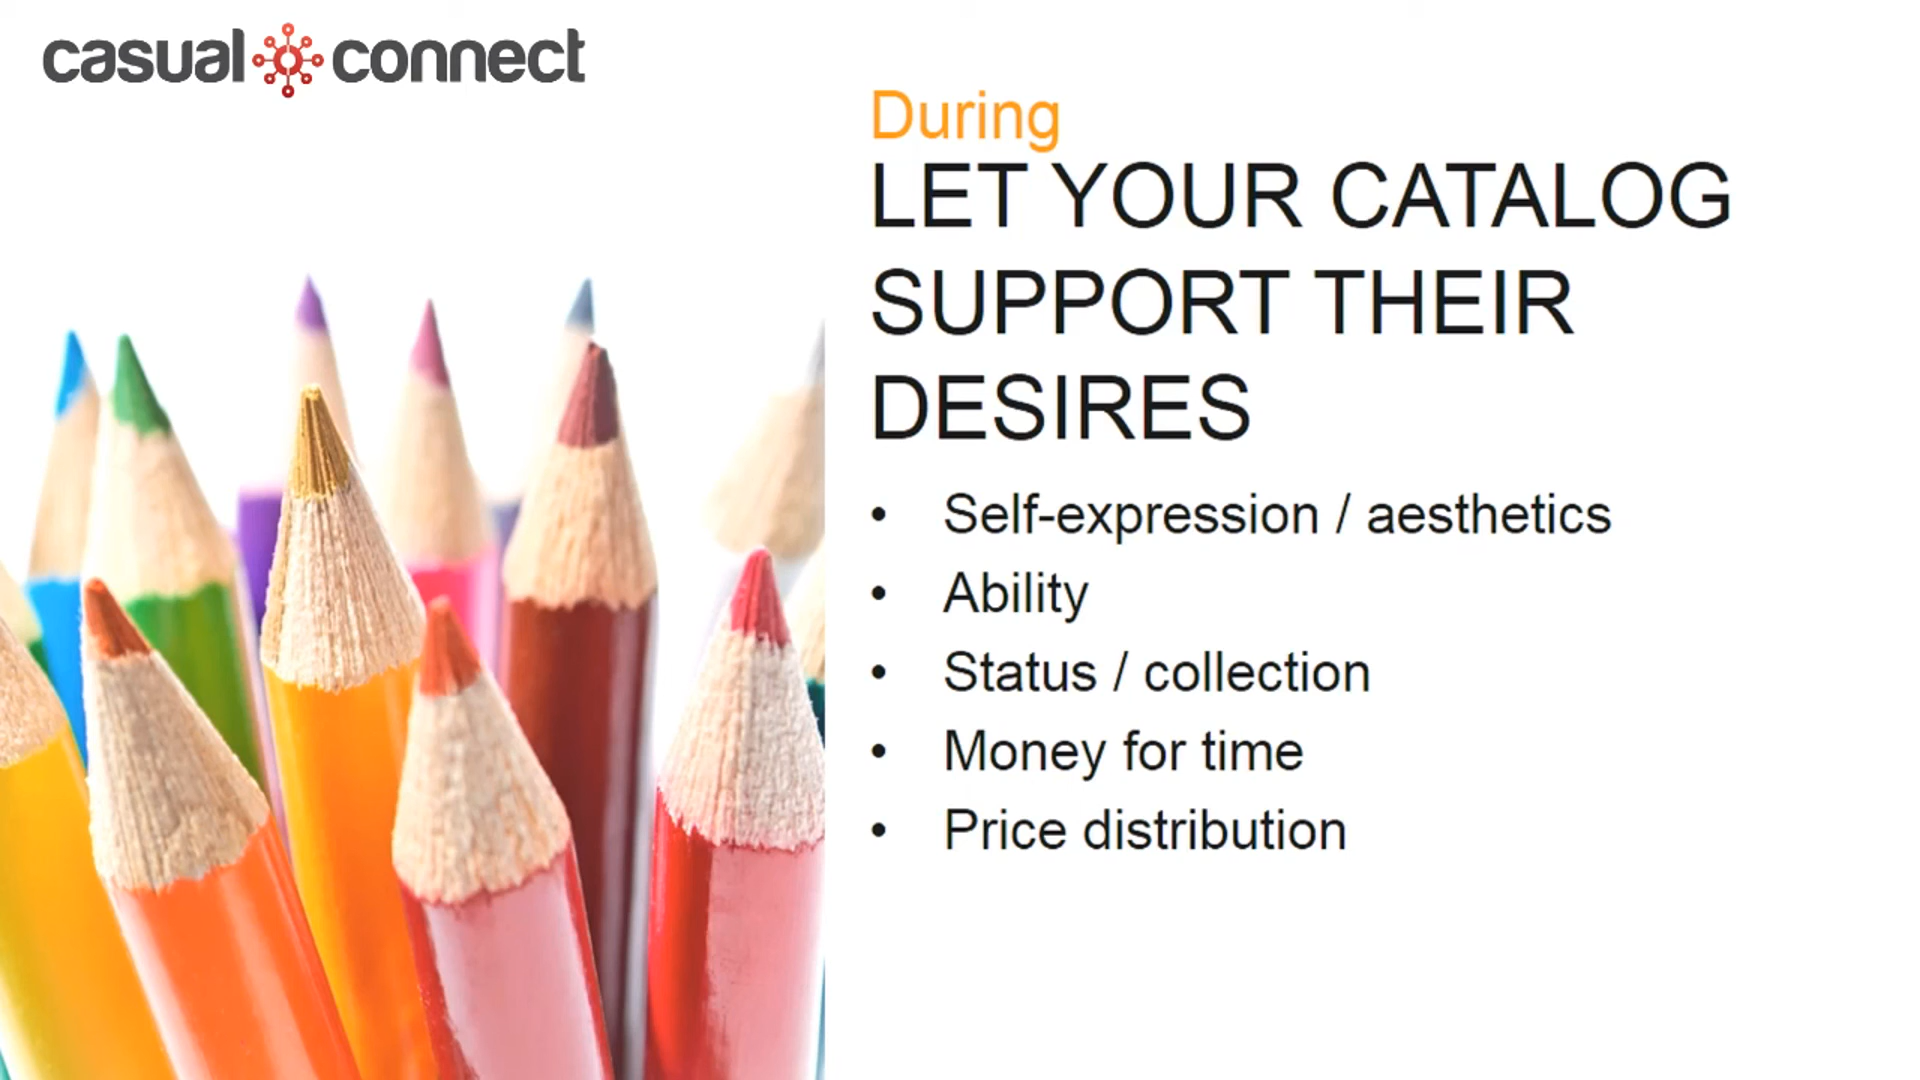 casual connect
During
LET YOUR CATALOG
SUPPORT THEIR
DESIRES
• Self-expression / aesthetics
• Ability
• Status / collection
• Money for time
• Price distribution